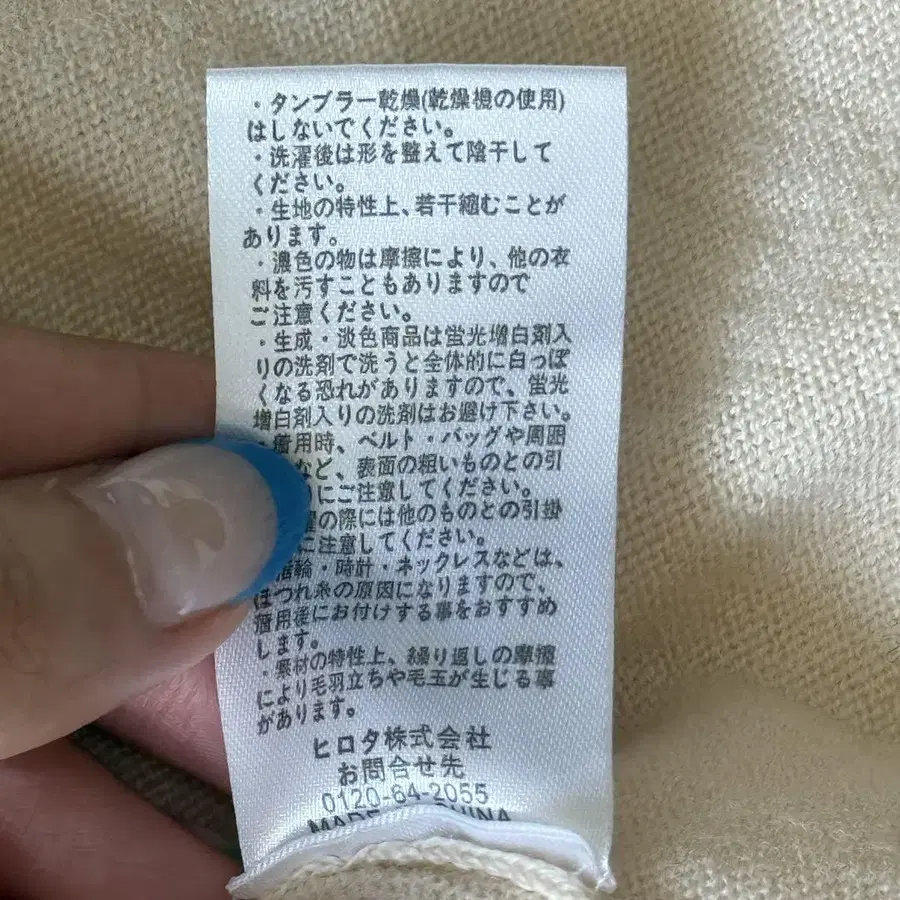 ・タンブラー乾燥(乾燥機の使用)
はしないでください。
・洗濯後は形を整えて陰干して
ください。
・生地の特性上、若干縮むことが
あります。
・濃色の物は摩擦により、他の衣
料を汚すこともありますので
ご注意ください。
・生成・淡色商品は蛍光増白剤入
りの洗剤で洗うと全体的に白っぽ
くなる恐れがありますので、蛍光
増白剤入りの洗剤はお避け下さい。
・着用時、ベルト・バッグや周囲
など、表面の粗いものとの引
にご注意してください。
の際には他のものとの引掛
に注意してください。
指輪・時計・ネックレスなどは、
ほつれ糸の原因になりますので、
着用後にお付けする事をおすすめ
します。
・素材の特性上、繰り返しの摩擦
により毛羽立ちや毛玉が生じる事
があります。
ヒロタ株式会社
お問合せ先
0120-64-2055
MADE CHINA